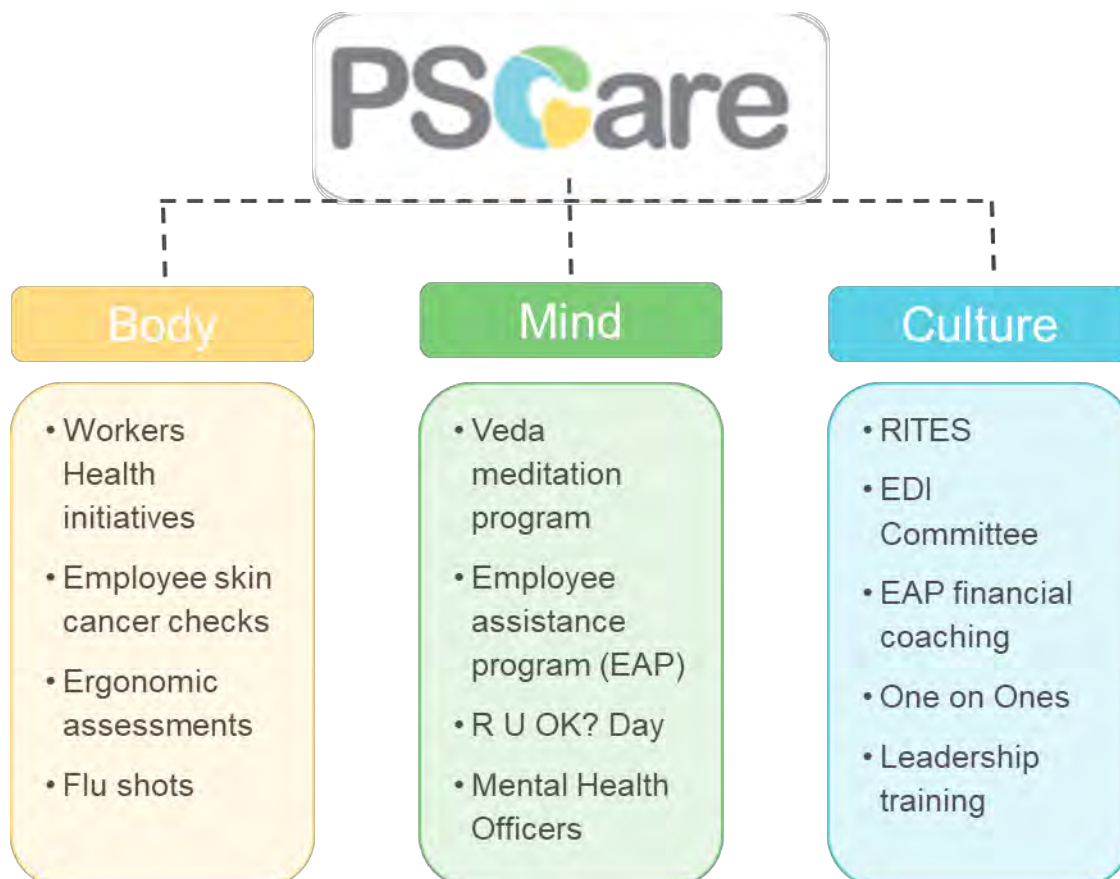 PSCare
Body
• Workers
Health
initiatives
• Employee skin
cancer checks
• Ergonomic
assessments
• Flu shots
Mind
• Veda
meditation
program
• Employee
assistance
program (EAP)
• R U OK? Day
• Mental Health
Officers
Culture
• RITES
• EDI
Committee
• EAP financial
coaching
• One on Ones
• Leadership
training